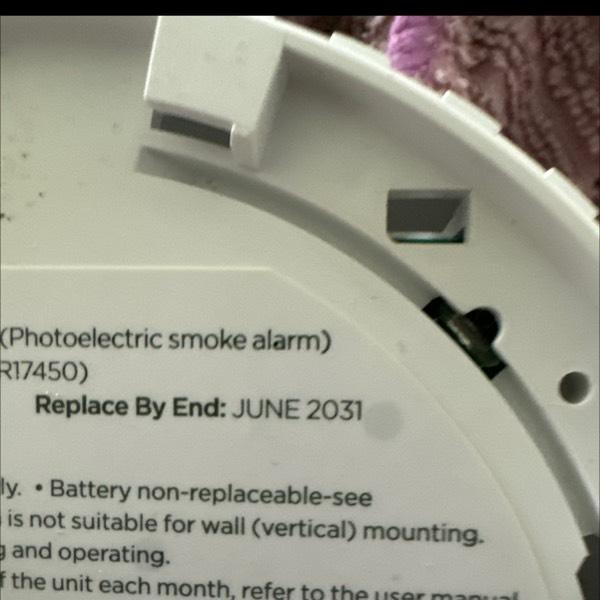 (Photoelectric smoke alarm)
R17450)
Replace By End: JUNE 2031
ly. • Battery non-replaceable-see
is not suitable for wall (vertical) mounting.
g and operating.
f the unit each month, refer to the user manual